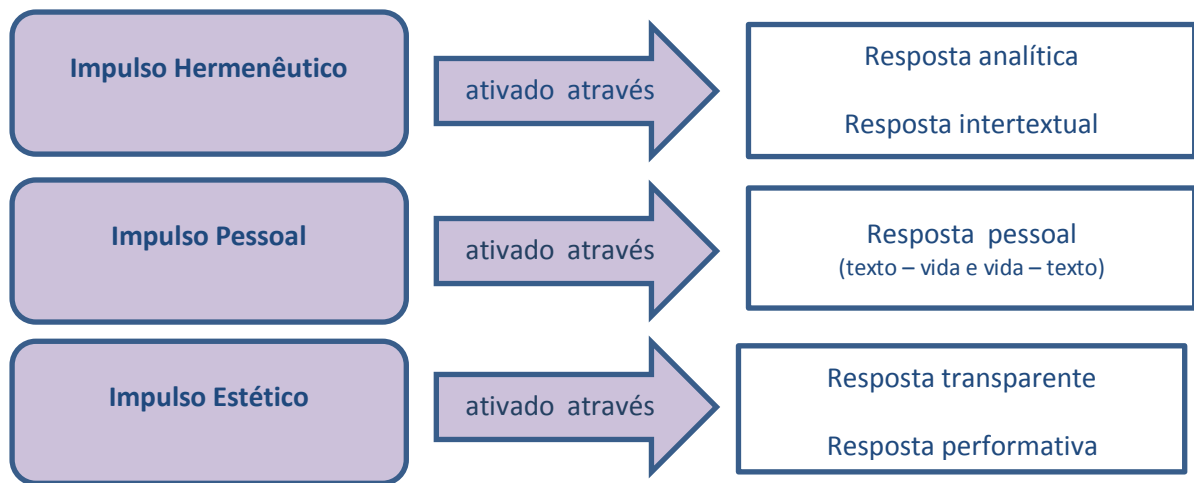 Impulso Hermenêutico
ativado através
Resposta analítica
Resposta intertextual
Impulso Pessoal
ativado através
Resposta pessoal
(texto – vida e vida – texto)
Impulso Estético
ativado através
Resposta transparente
Resposta performativa